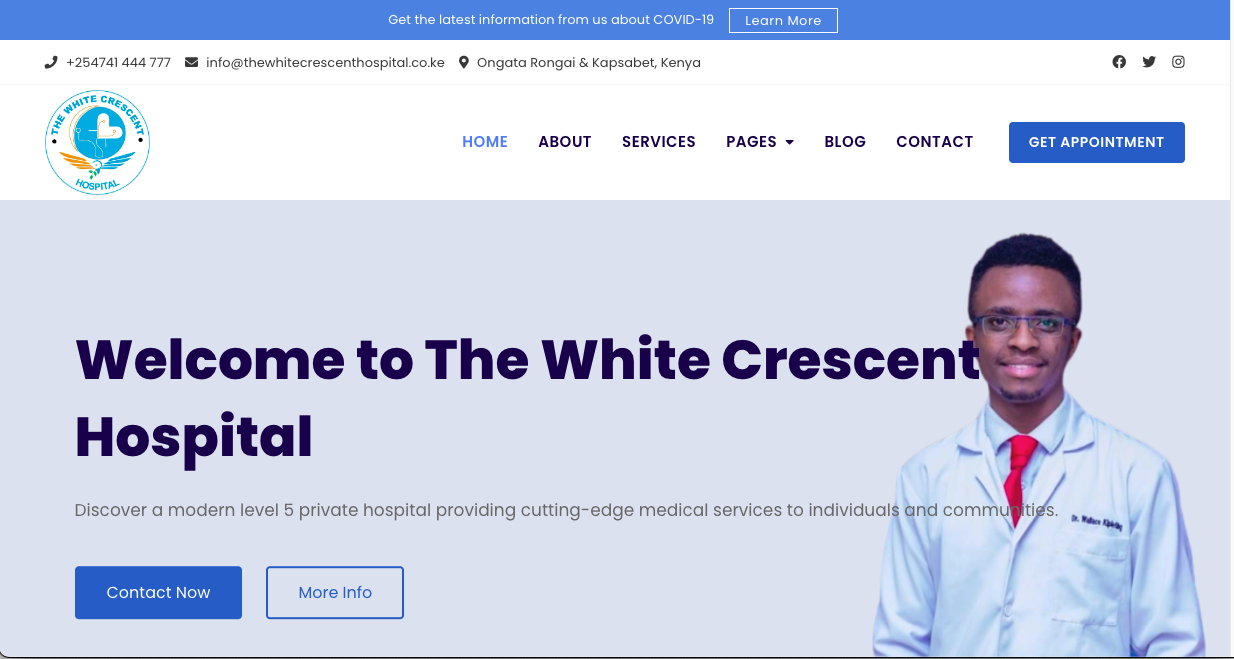 Get the latest information from us about COVID-19 Learn More
+254741 444 777 info@thewhitecrescenthospital.co.ke Ongata Rongai & Kapsabet, Kenya
THE WHITE CRESCENT
HOSPITAL
HOME ABOUT SERVICES PAGES BLOG CONTACT GET APPOINTMENT
Welcome to The White Crescent
Hospital
Discover a modern level 5 private hospital providing cutting-edge medical services to individuals and communities.
Dr. Wallace
Contact Now More Info